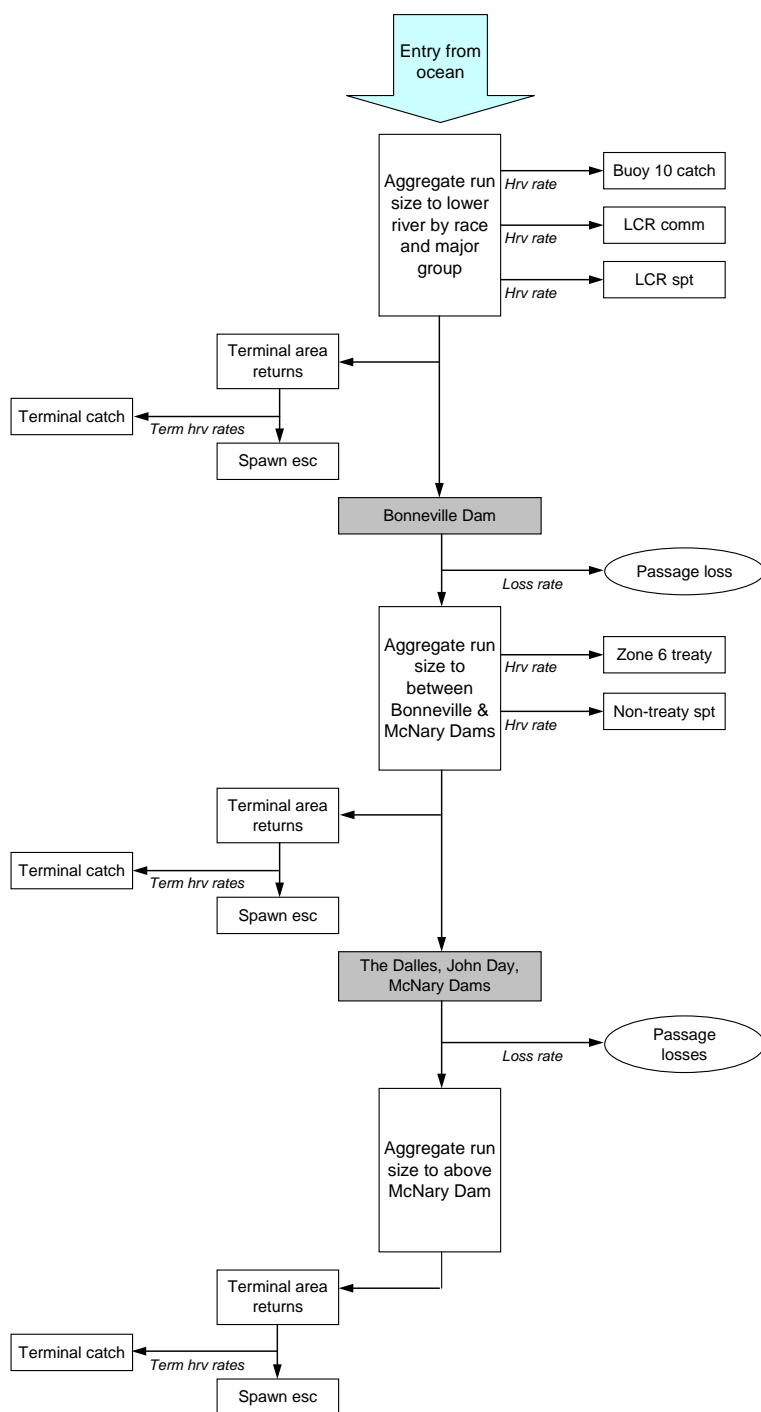 Entry from
ocean
Aggregate run
size to lower
river by race
and major
group
Hrv rate
Buoy 10 catch
Hrv rate
LCR comm
Hrv rate
LCR spt
Terminal area
returns
Terminal catch
Term hrv rates
Spawn esc
Bonneville Dam
Loss rate
Passage loss
Aggregate run
size to
between
Bonneville &
McNary Dams
Hrv rate
Zone 6 treaty
Hrv rate
Non-treaty spt
Terminal area
returns
Terminal catch
Term hrv rates
Spawn esc
The Dalles, John Day,
McNary Dams
Loss rate
Passage
losses
Aggregate run
size to above
McNary Dam
Terminal area
returns
Terminal catch
Term hrv rates
Spawn esc